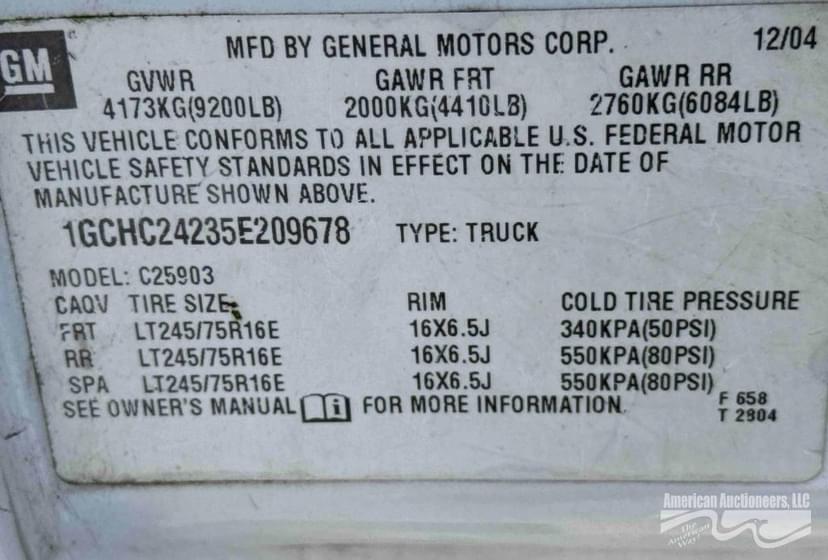 GM
MFD BY GENERAL MOTORS CORP. 12/04
GVWR GAWR FRT GAWR RR
4173KG(9200LB) 2000KG(4410LB) 2760KG(6084LB)
THIS VEHICLE CONFORMS TO ALL APPLICABLE U.S. FEDERAL MOTOR
VEHICLE SAFETY STANDARDS IN EFFECT ON THE DATE OF
MANUFACTURE SHOWN ABOVE.
1GCHC24235E209678 TYPE: TRUCK
MODEL: C25903
CAQV TIRE SIZE RIM COLD TIRE PRESSURE
FRT LT245/75R16E 16X6.5J 340KPA(50PSI)
RR LT245/75R16E 16X6.5J 550KPA(80PSI)
SPA LT245/75R16E 16X6.5J 550KPA(80PSI)
SEE OWNER'S MANUAL i FOR MORE INFORMATION.
F 658
T 2904
American Auctioneers, LLC
The
American
Way!